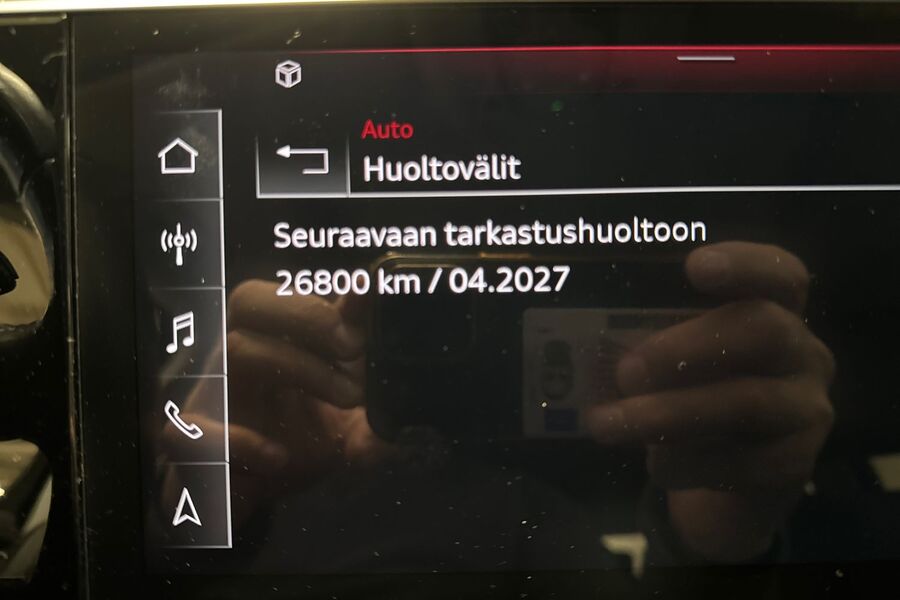 Auto
Huoltovälit
Seuraavaan tarkastushuoltoon
26800 km / 04.2027